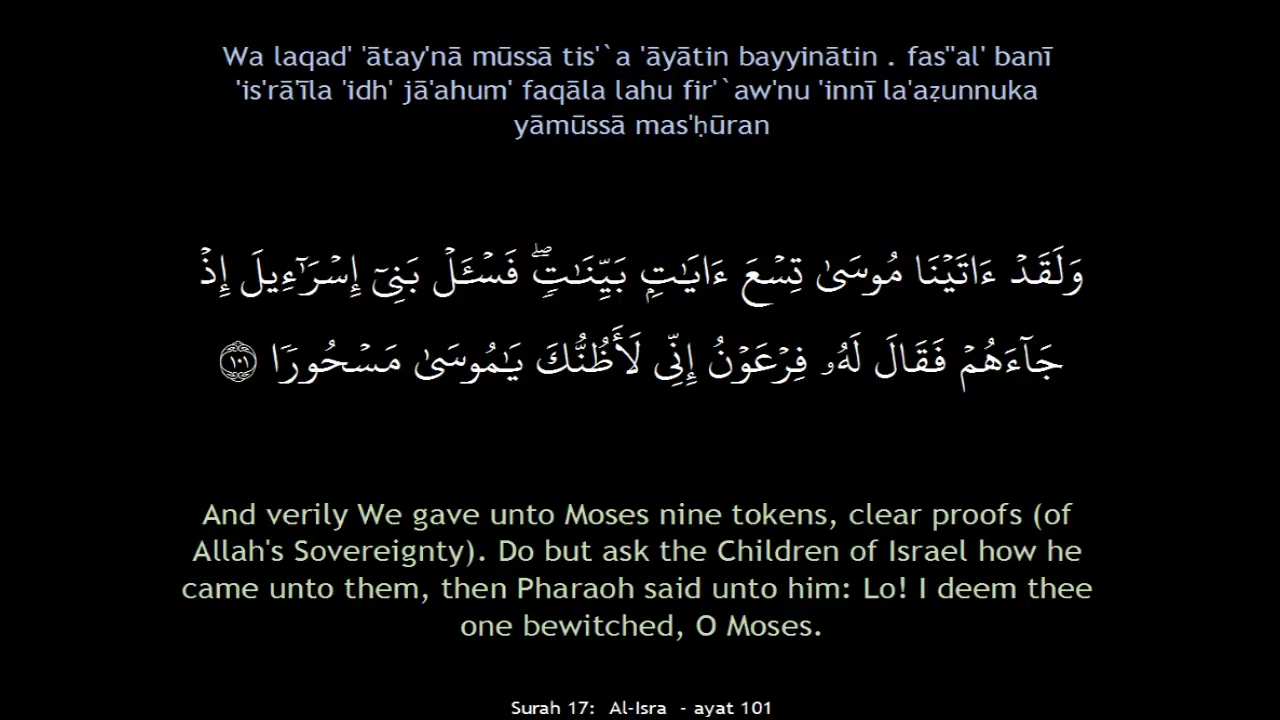 Wa laqad' 'ātay'nā mūssā tis'`a 'āyātin bayyinātin . fas''al' banī
'is'rā'īla 'idh' jā'ahum' faqāla lahu fir'`aw'nu 'innī la'aẓunnuka
yāmūssā mas'ḥūran
وَلَقَدۡ ءَاتَيۡنَا مُوسَىٰ تِسۡعَ ءَايَٰتِۭ بَيِّنَٰتٖۖ فَسۡـَٔلۡ بَنِيٓ إِسۡرَٰٓءِيلَ إِذۡ
جَآءَهُمۡ فَقَالَ لَهُۥ فِرۡعَوۡنُ إِنِّي لَأَظُنُّكَ يَٰمُوسَىٰ مَسۡحُورٗا ١٠١
And verily We gave unto Moses nine tokens, clear proofs (of
Allah's Sovereignty). Do but ask the Children of Israel how he
came unto them, then Pharaoh said unto him: Lo! I deem thee
one bewitched, O Moses.
Surah 17: Al-Isra - ayat 101